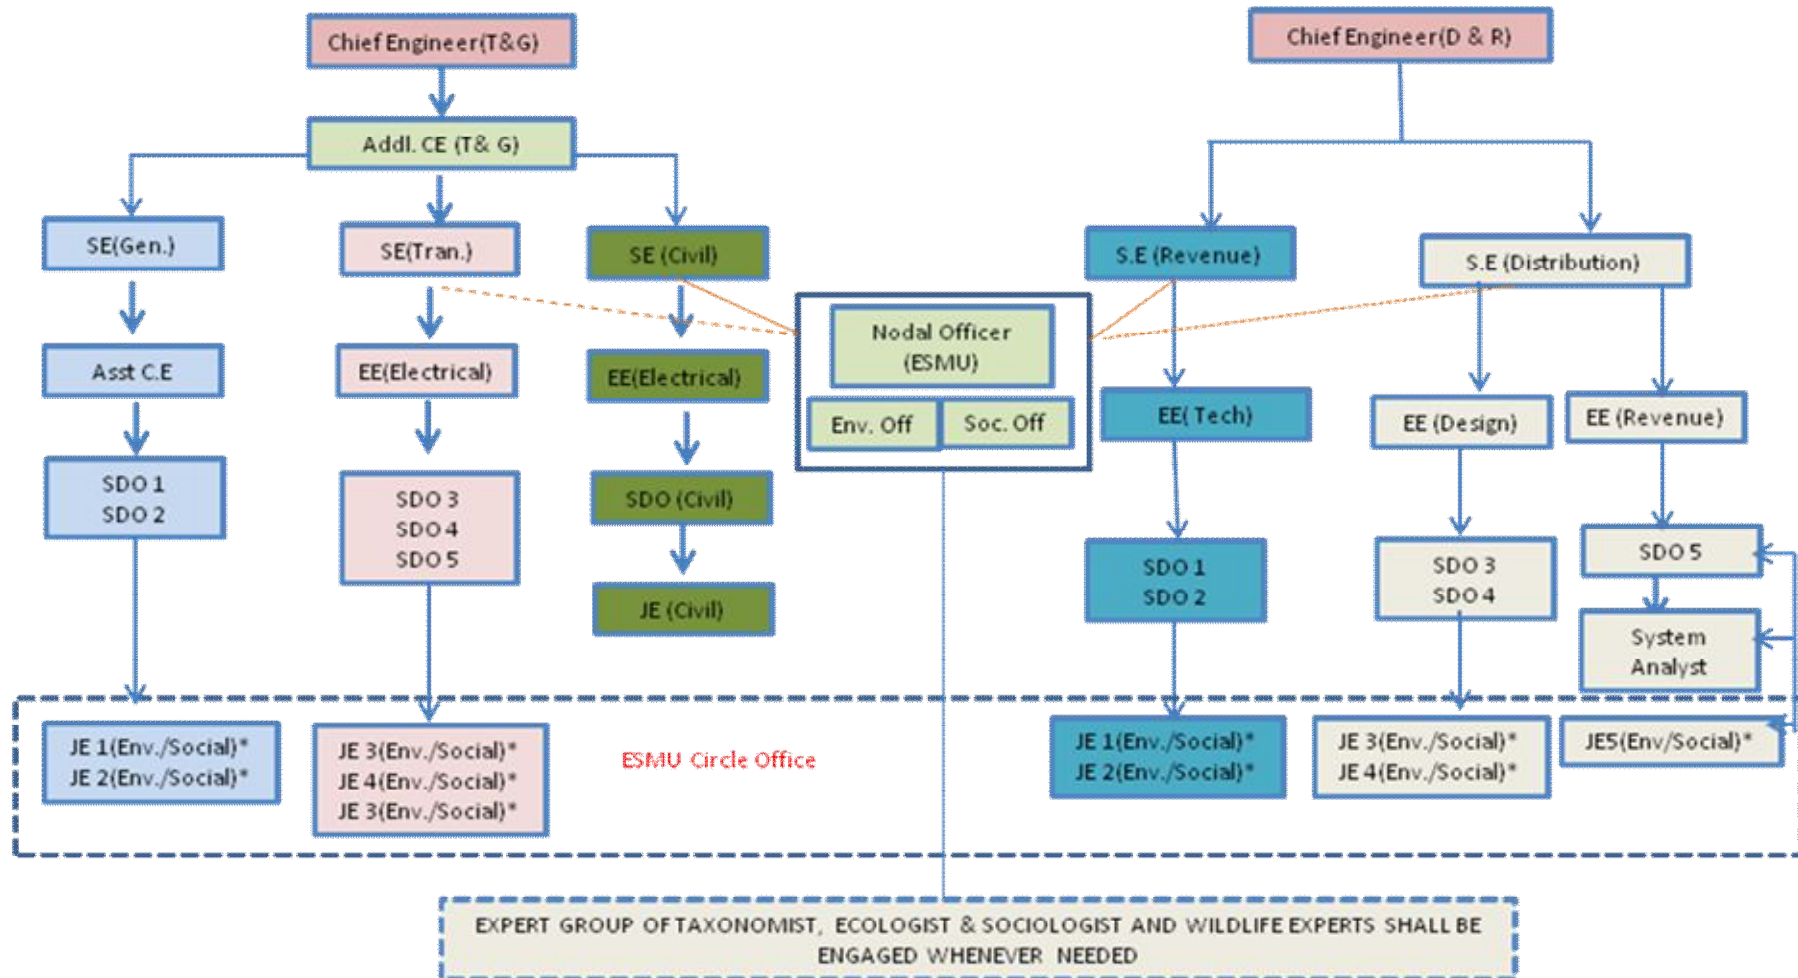 Chief Engineer(T&G)
Chief Engineer(D & R)
Addl. CE (T& G)
SE(Gen.)
SE(Tran.)
SE (Civil)
S.E (Revenue)
S.E (Distribution)
Nodal Officer
(ESMU)
Env. Off
Soc. Off
Asst C.E
EE(Electrical)
EE(Electrical)
EE( Tech)
EE (Design)
EE (Revenue)
SDO 1
SDO 2
SDO 3
SDO 4
SDO 5
SDO (Civil)
JE (Civil)
SDO 1
SDO 2
SDO 3
SDO 4
SDO 5
System
Analyst
JE 1(Env./Social)*
JE 2(Env./Social)*
JE 3(Env./Social)*
JE 4(Env./Social)*
JE 3(Env./Social)*
ESMU Circle Office
JE 1(Env./Social)*
JE 2(Env./Social)*
JE 3(Env./Social)*
JE 4(Env./Social)*
JE5(Env/Social)*
EXPERT GROUP OF TAXONOMIST, ECOLOGIST & SOCIOLOGIST AND WILDLIFE EXPERTS SHALL BE
ENGAGED WHENEVER NEEDED